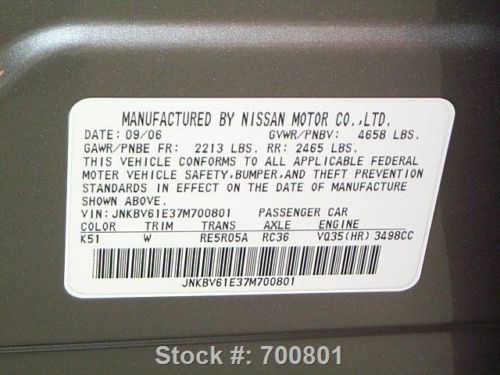 MANUFACTURED BY NISSAN MOTOR CO.,LTD.
DATE: 09/06 GVWR/PNBV: 4658 LBS.
GAWR/PNBE FR: 2213 LBS. RR: 2465 LBS.
THIS VEHICLE CONFORMS TO ALL APPLICABLE FEDERAL
MOTER VEHICLE SAFETY,BUMPER,AND THEFT PREVENTION
STANDARDS IN EFFECT ON THE DATE OF MANUFACTURE
SHOWN ABOVE.
VIN: JNKBV61E37M700801 PASSENGER CAR
COLOR TRIM TRANS AXLE ENGINE
K51 W RE5R05A RC36 VQ35(HR) 3498CC
JNKBV61E37M700801
Stock #: 700801